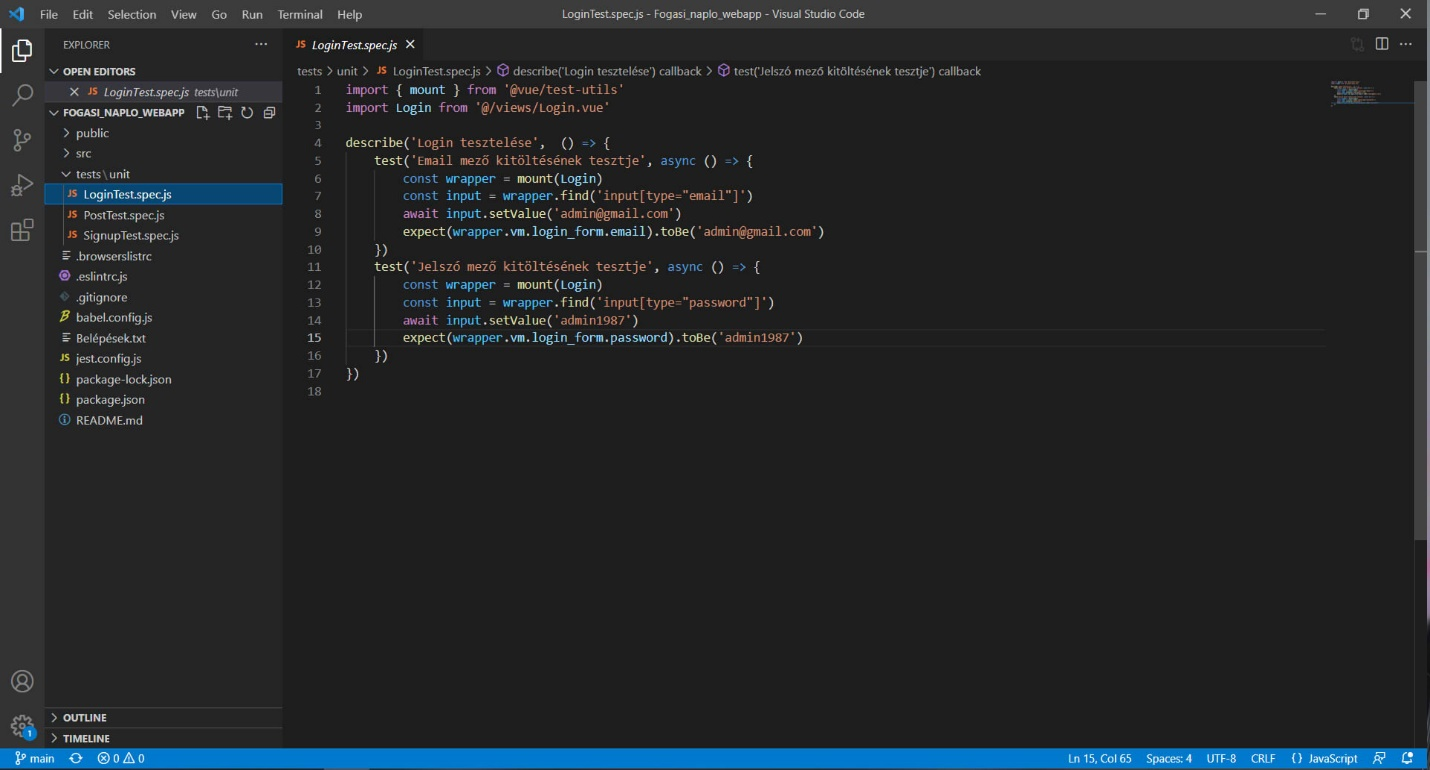 File Edit Selection View Go Run Terminal Help
LoginTest.spec.js - Fogasi_naplo_webapp - Visual Studio Code
EXPLORER
OPEN EDITORS
JS LoginTest.spec.js tests\unit
FOGASI_NAPLO_WEBAPP
public
src
tests\unit
JS LoginTest.spec.js
JS PostTest.spec.js
JS SignupTest.spec.js
.browserslistrc
.eslintrc.js
.gitignore
babel.config.js
Belépések.txt
JS jest.config.js
{} package-lock.json
{} package.json
README.md
OUTLINE
TIMELINE
JS LoginTest.spec.js
tests > unit > JS LoginTest.spec.js > describe('Login tesztelése') callback > test('Jelszó mező kitöltésének tesztje') callback
1 import { mount } from '@vue/test-utils'
2 import Login from '@/views/Login.vue'
3
4 describe('Login tesztelése',  () => {
5     test('Email mező kitöltésének tesztje', async () => {
6         const wrapper = mount(Login)
7         const input = wrapper.find('input[type="email"]')
8         await input.setValue('admin@gmail.com')
9         expect(wrapper.vm.login_form.email).toBe('admin@gmail.com')
10     })
11     test('Jelszó mező kitöltésének tesztje', async () => {
12         const wrapper = mount(Login)
13         const input = wrapper.find('input[type="password"]')
14         await input.setValue('admin1987')
15         expect(wrapper.vm.login_form.password).toBe('admin1987')
16     })
17 })
18
1
main 0 0 Ln 15, Col 65 Spaces: 4 UTF-8 CRLF {} JavaScript